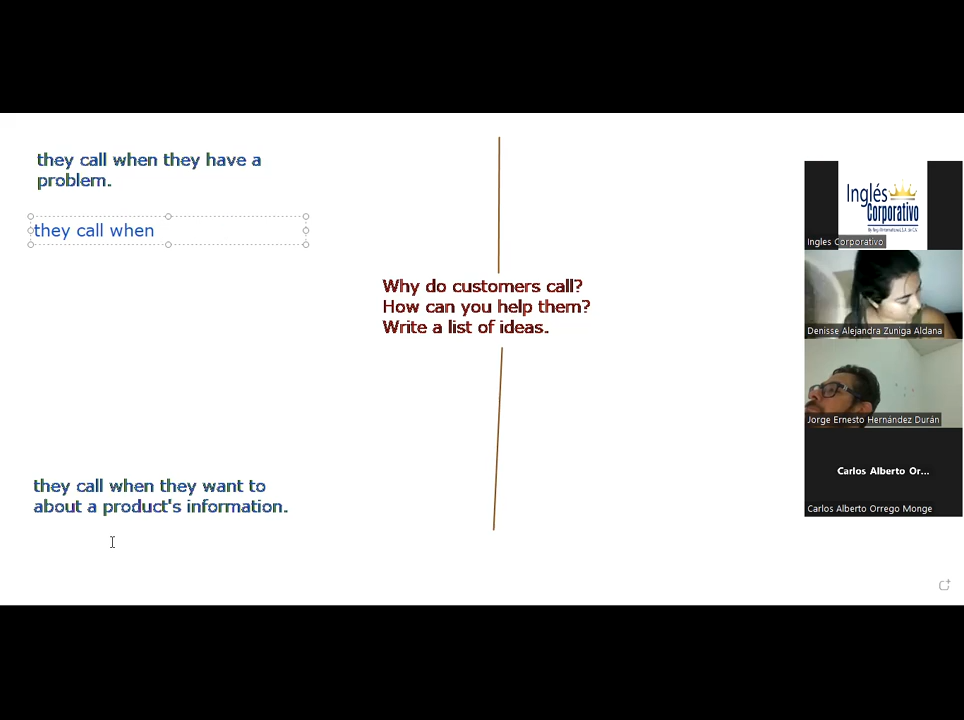 they call when they have a
problem.
they call when
Why do customers call?
How can you help them?
Write a list of ideas.
they call when they want to
about a product's information.
Inglés
Corporativo
Ingles Corporativo
Denisse Alejandra Zuniga Aldana
Jorge Ernesto Hernández Durán
Carlos Alberto Or...
Carlos Alberto Orrego Monge